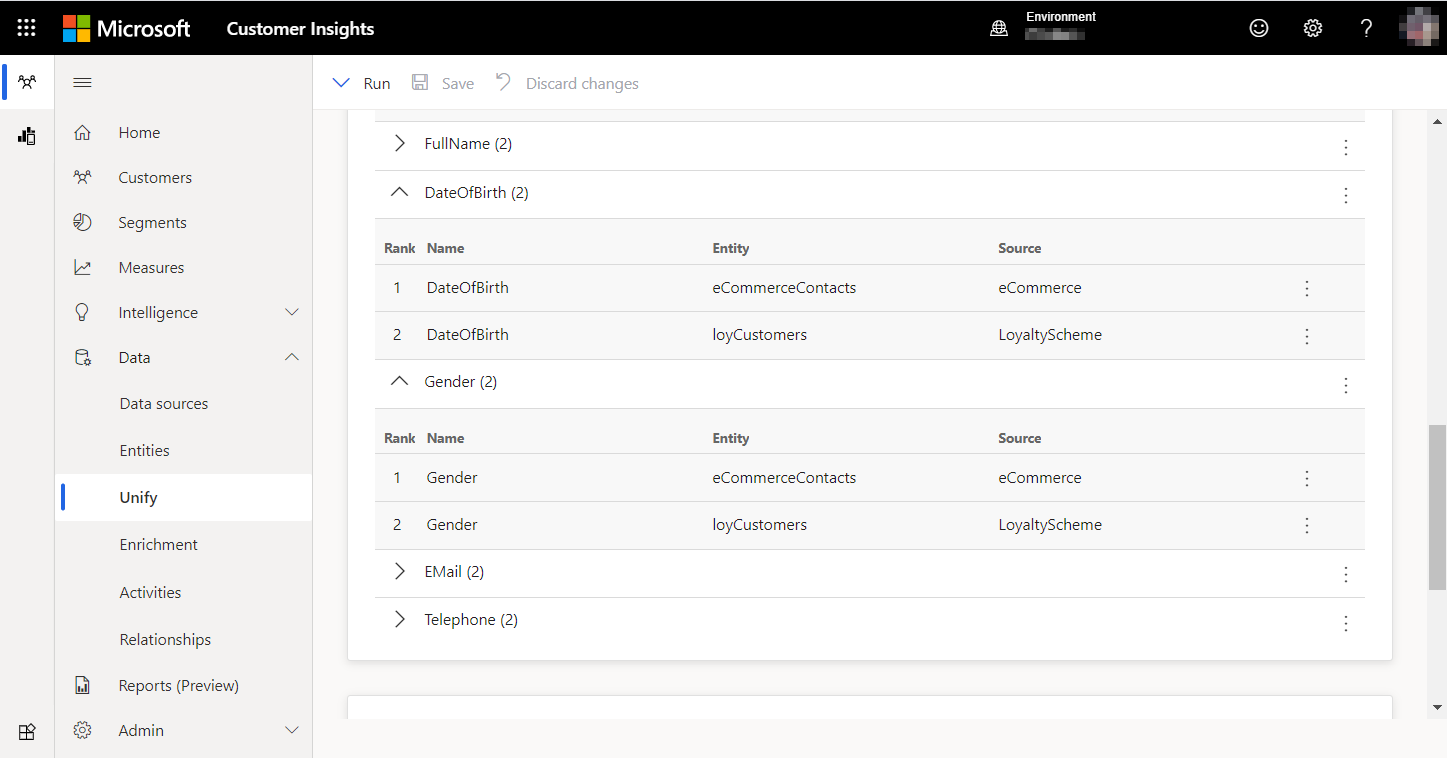 Microsoft Customer Insights Environment ?
Run Save Discard changes
Home
Customers
Segments
Measures
Intelligence
Data
Data sources
Entities
Unify
Enrichment
Activities
Relationships
Reports (Preview)
Admin
FullName (2)
DateOfBirth (2)
Rank Name Entity Source
1 DateOfBirth eCommerceContacts eCommerce
2 DateOfBirth loyCustomers LoyaltyScheme
Gender (2)
Rank Name Entity Source
1 Gender eCommerceContacts eCommerce
2 Gender loyCustomers LoyaltyScheme
EMail (2)
Telephone (2)